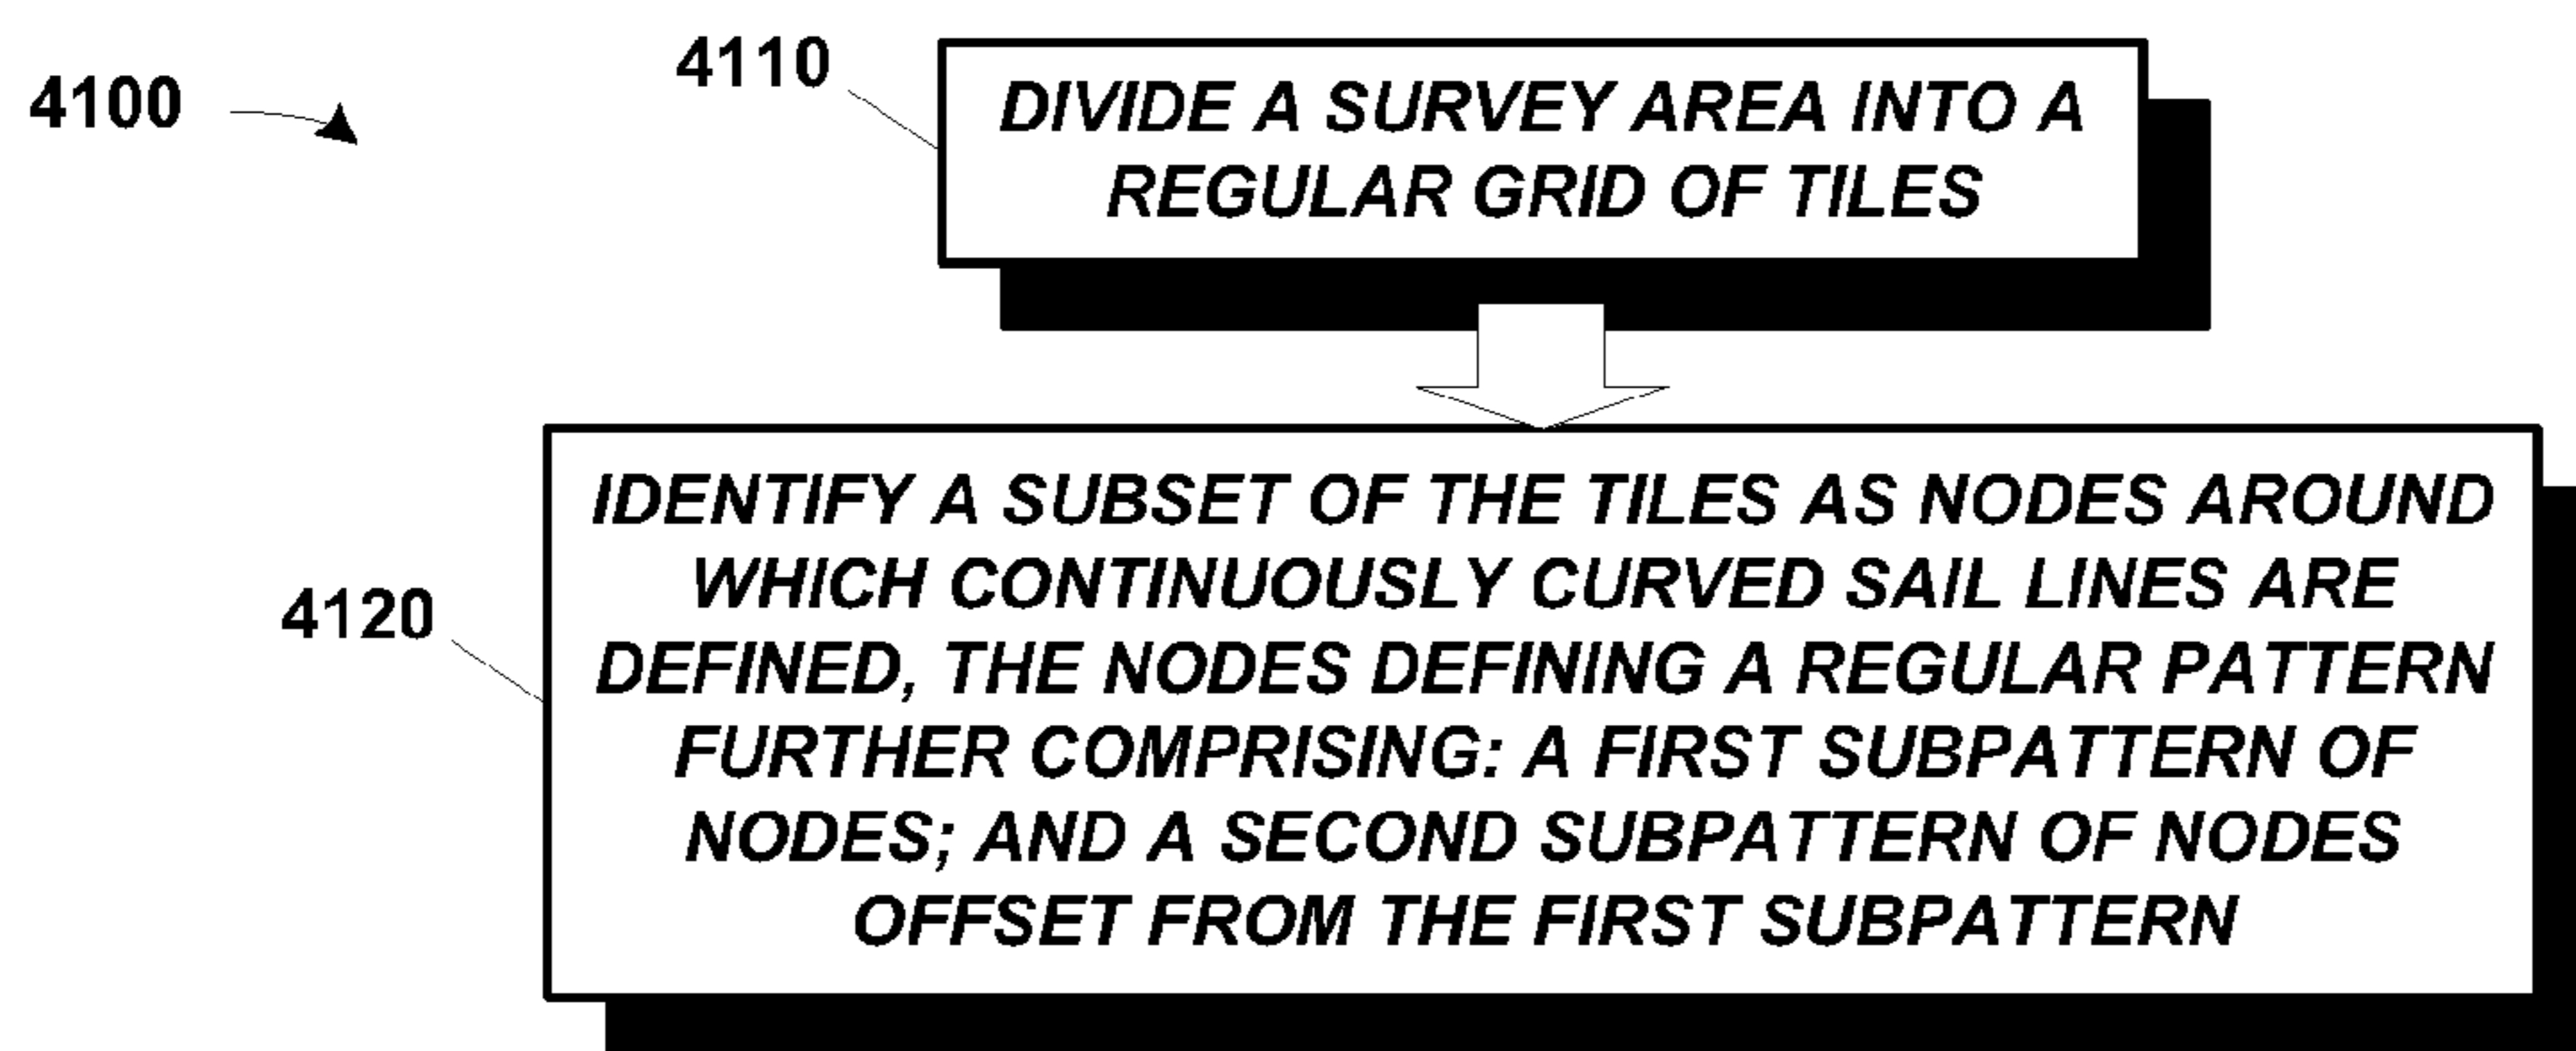 4100
4110
DIVIDE A SURVEY AREA INTO A
REGULAR GRID OF TILES
4120
IDENTIFY A SUBSET OF THE TILES AS NODES AROUND
WHICH CONTINUOUSLY CURVED SAIL LINES ARE
DEFINED, THE NODES DEFINING A REGULAR PATTERN
FURTHER COMPRISING: A FIRST SUBPATTERN OF
NODES; AND A SECOND SUBPATTERN OF NODES
OFFSET FROM THE FIRST SUBPATTERN